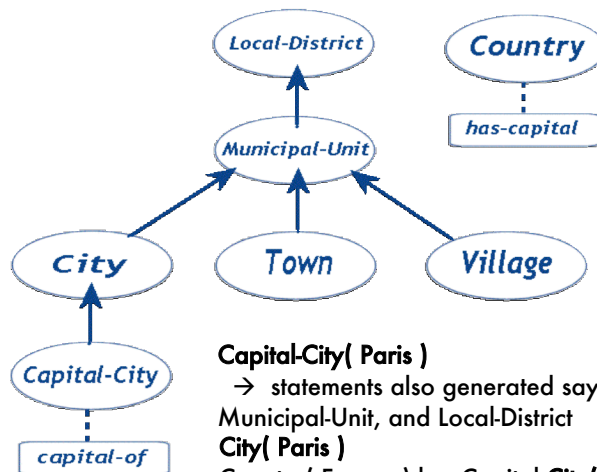 Local-District
Country
has-capital
Municipal-Unit
City
Town
Village
Capital-City
capital-of
Capital-City( Paris )
→ statements also generated say
Municipal-Unit, and Local-District
City( Paris )